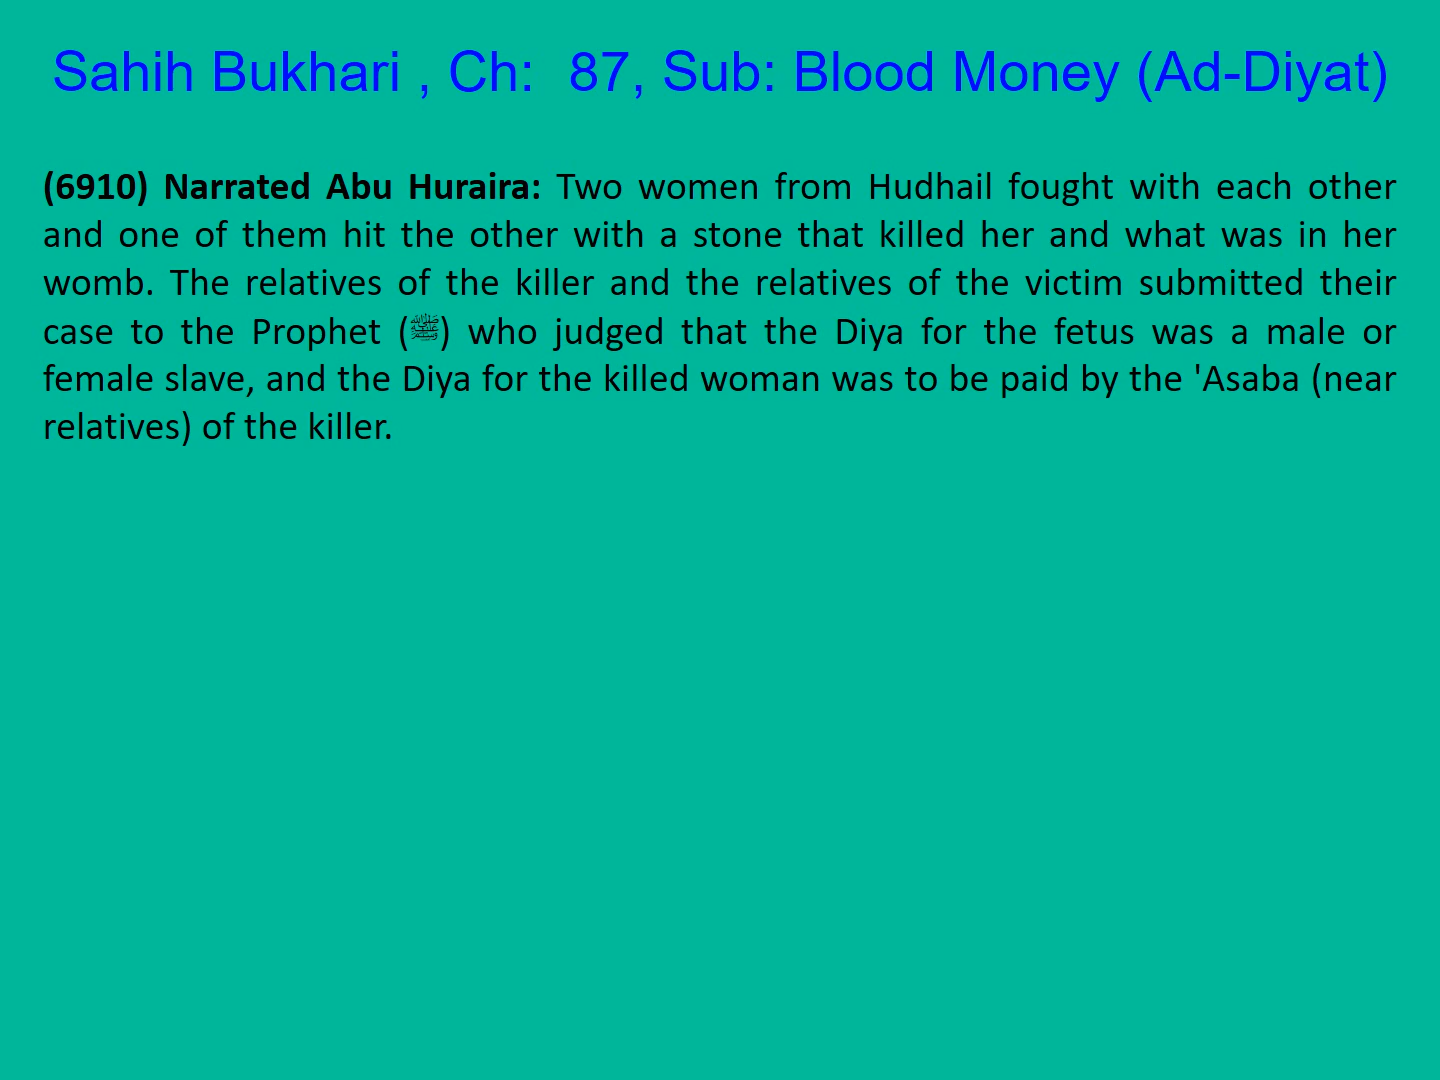 Sahih Bukhari , Ch:  87, Sub: Blood Money (Ad-Diyat)
(6910) Narrated Abu Huraira: Two women from Hudhail fought with each other
and one of them hit the other with a stone that killed her and what was in her
womb. The relatives of the killer and the relatives of the victim submitted their
case to the Prophet (ﷺ) who judged that the Diya for the fetus was a male or
female slave, and the Diya for the killed woman was to be paid by the 'Asaba (near
relatives) of the killer.